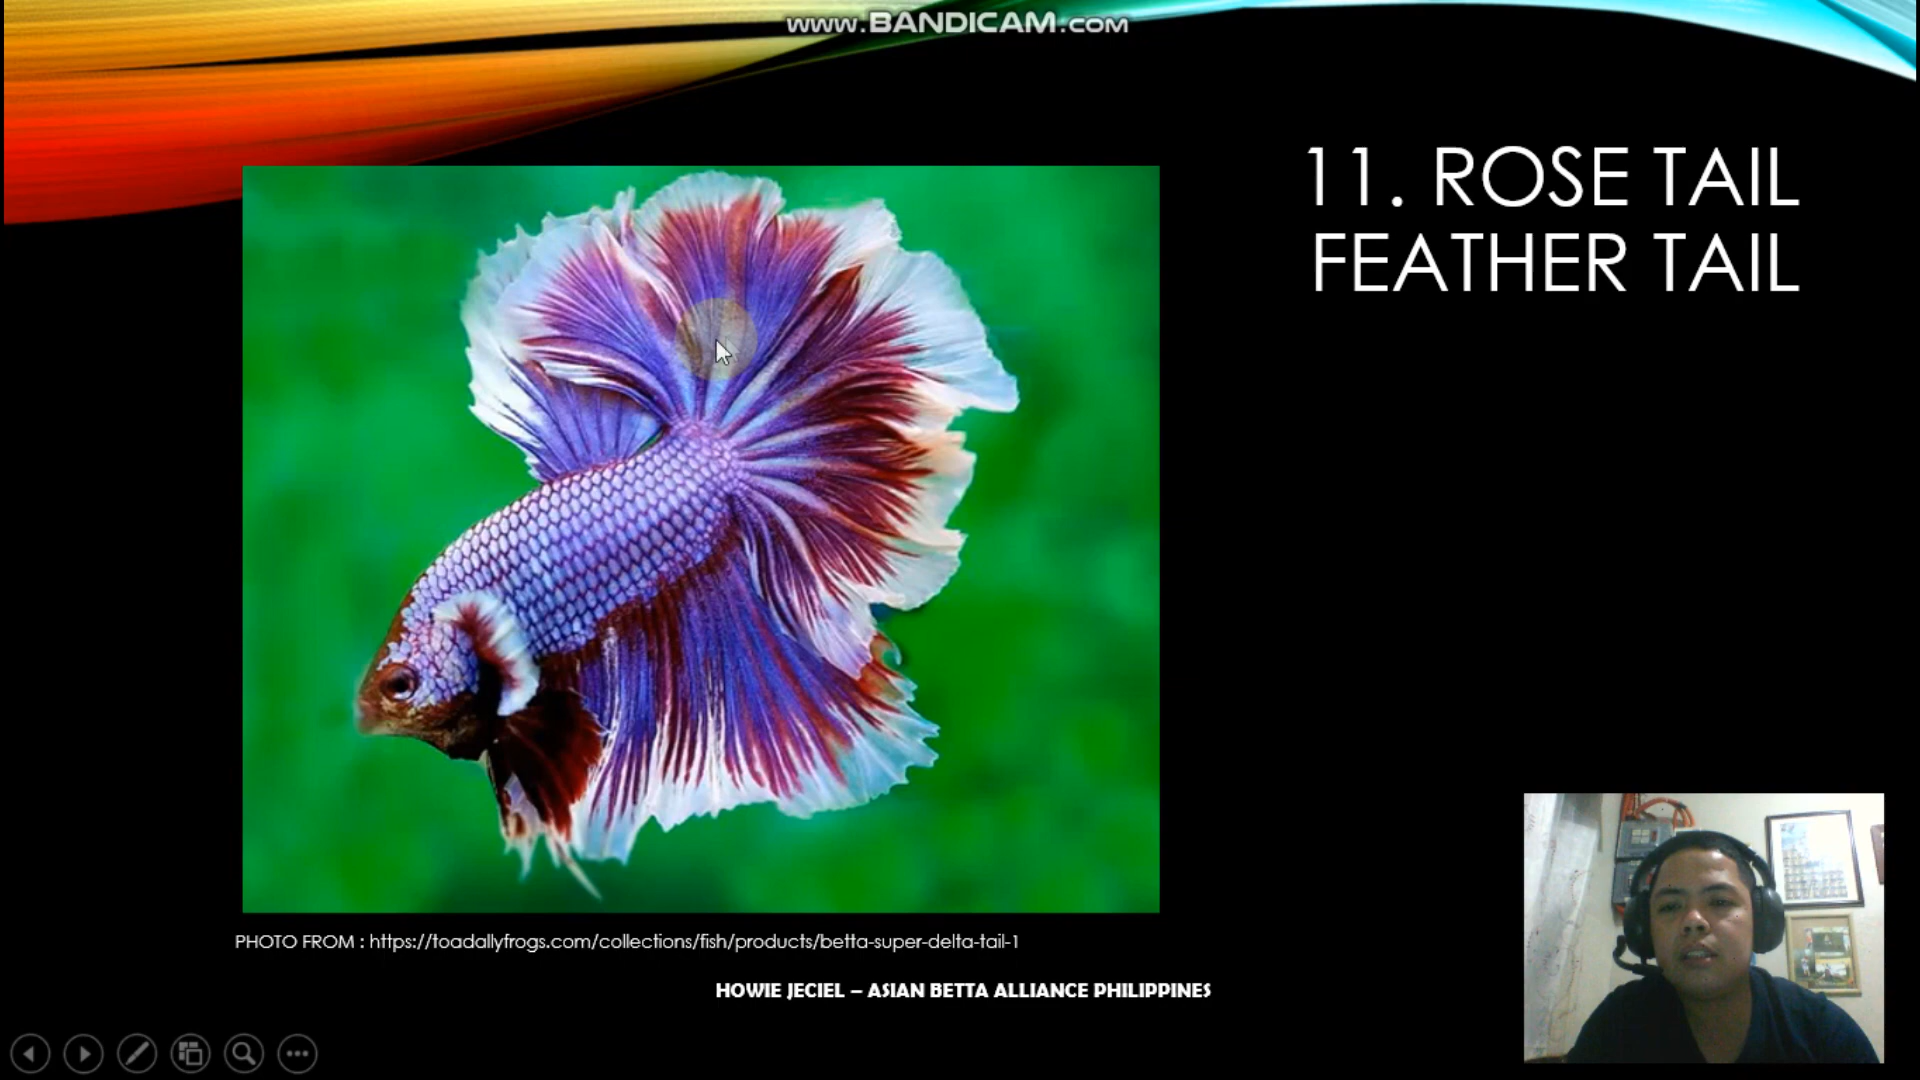 www.BANDICAM.com
11. ROSE TAIL
FEATHER TAIL
PHOTO FROM : https://toadallyfrogs.com/collections/fish/products/betta-super-delta-tail-1
HOWIE JECIEL – ASIAN BETTA ALLIANCE PHILIPPINES